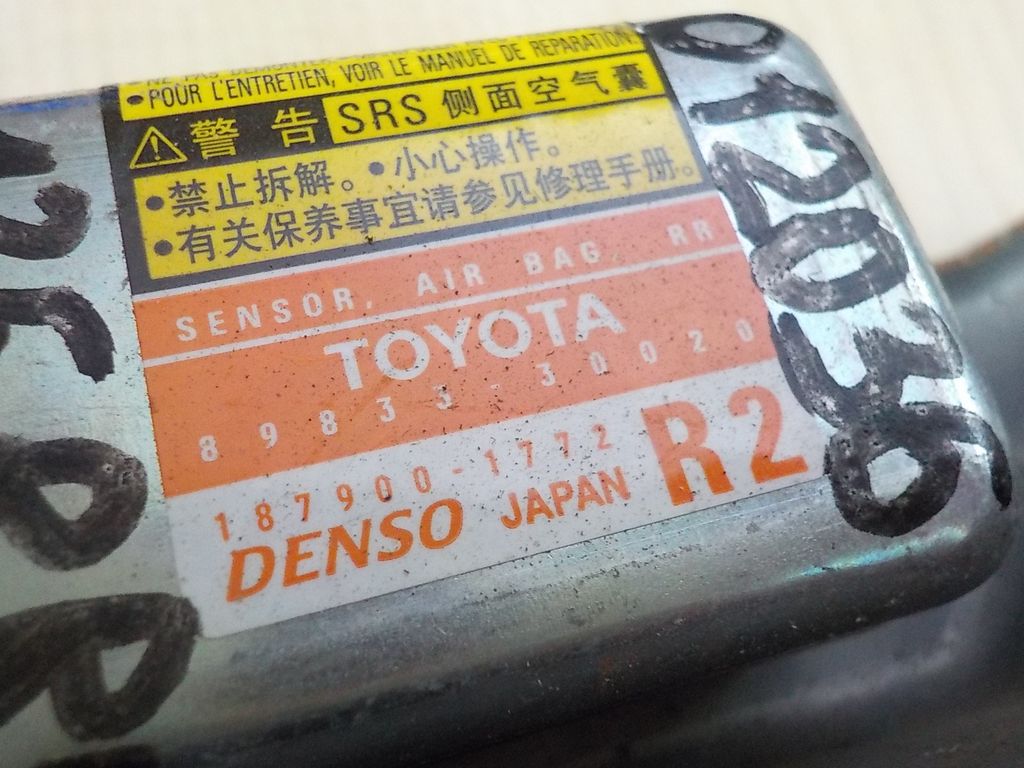 NE PAS
• POUR L'ENTRETIEN, VOIR LE MANUEL DE REPARATION.
警告 SRS 侧面空气囊
•禁止拆解。 •小心操作。
•有关保养事宜请参见修理手册。
SENSOR, AIR BAG, RR
TOYOTA
89833-30020
187900-1772
DENSO JAPAN R2